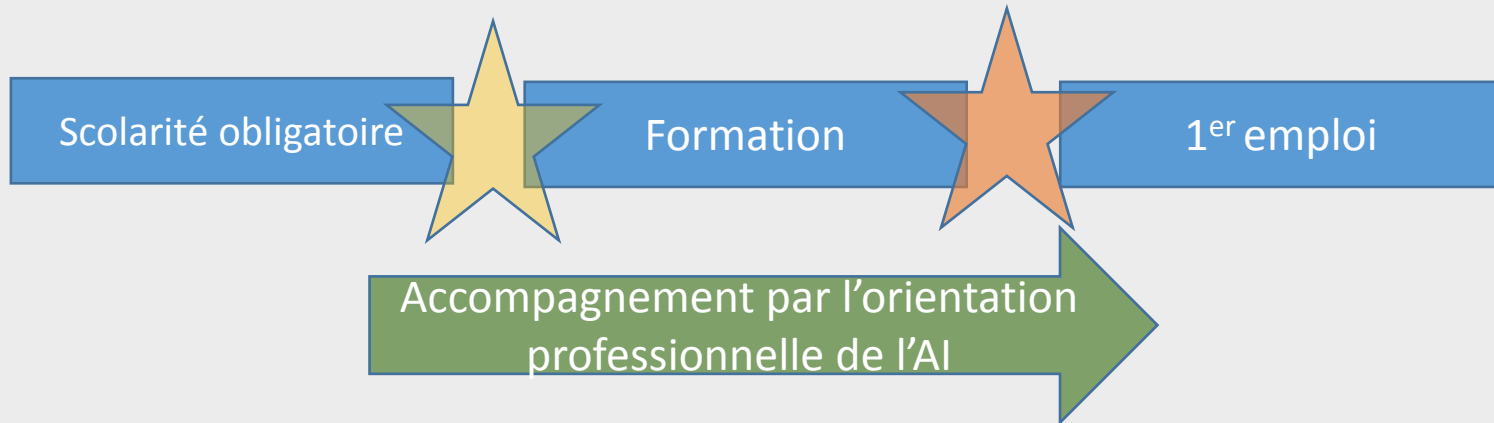 Scolarité obligatoire
Formation
1er emploi
Accompagnement par l’orientation
professionnelle de l’AI